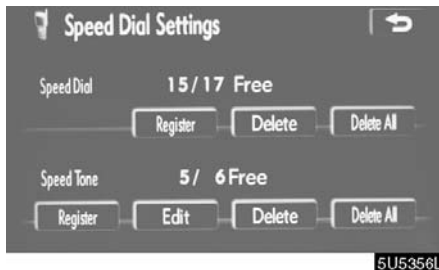 Speed Dial Settings
Speed Dial 15/17 Free
Register Delete Delete All
Speed Tone 5/ 6 Free
Register Edit Delete Delete All
5U5356I